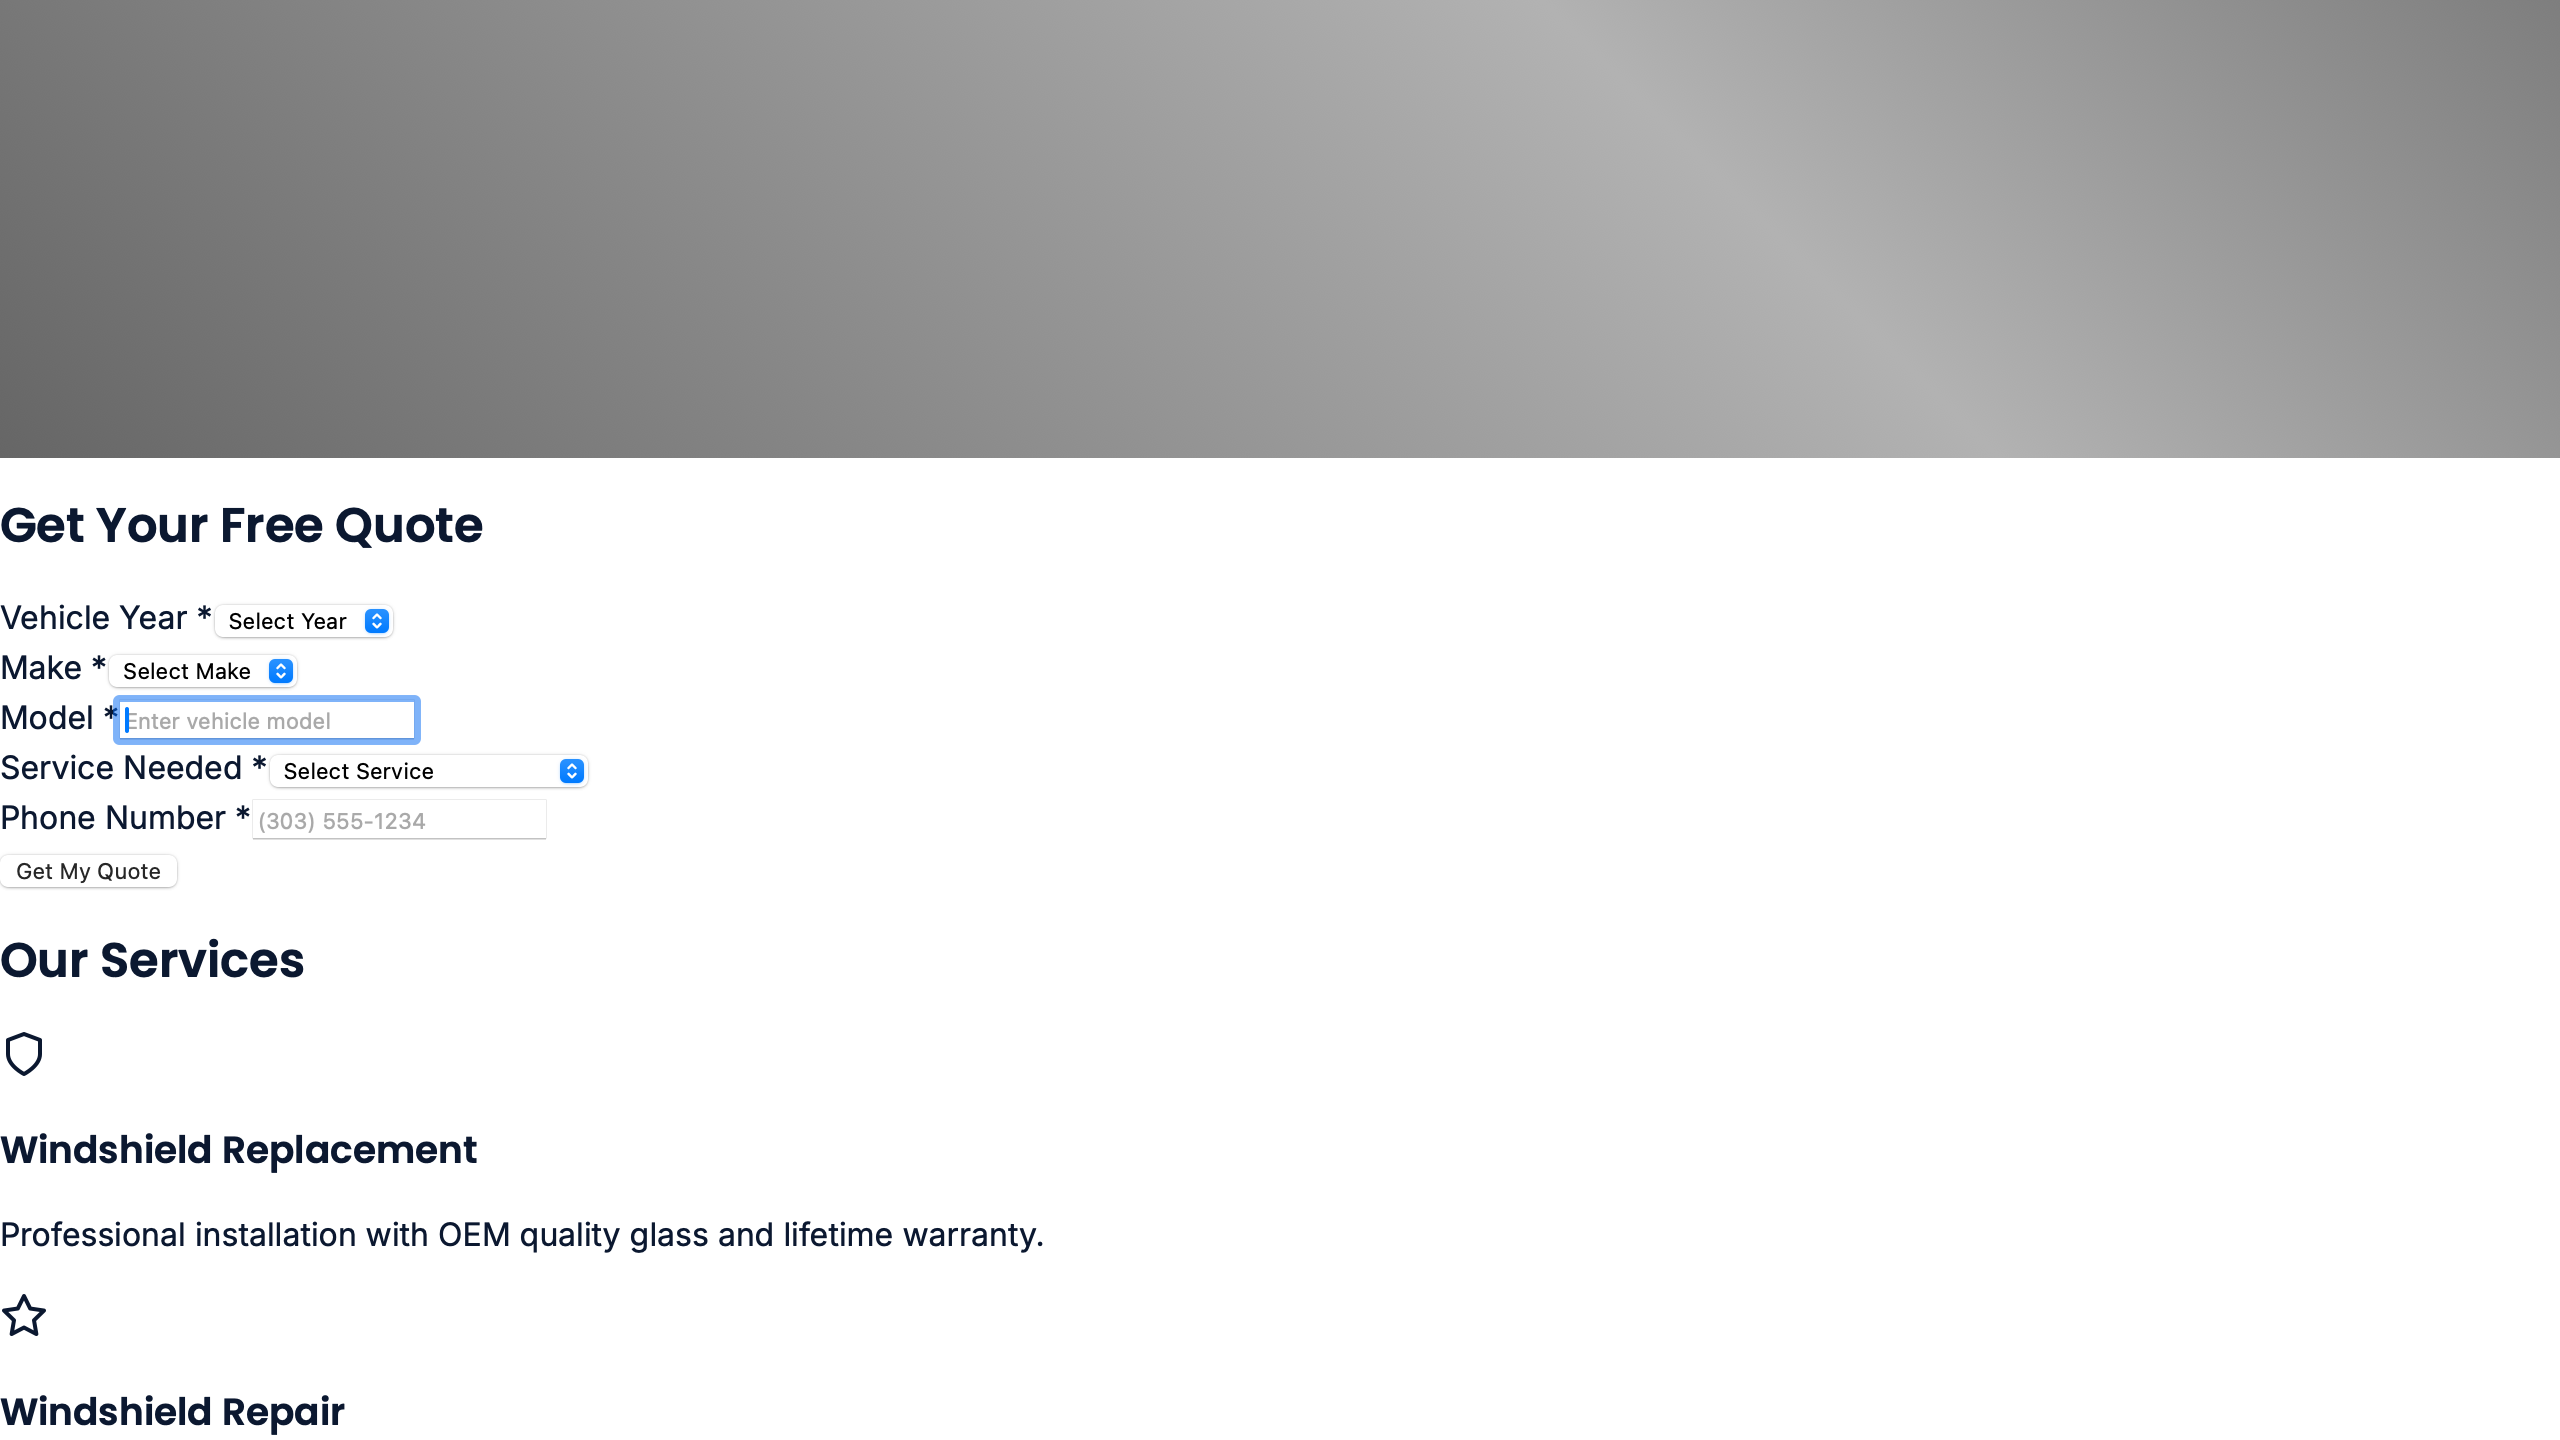 Get Your Free Quote
Vehicle Year * Select Year
Make * Select Make
Model * Enter vehicle model
Service Needed * Select Service
Phone Number * (303) 555-1234
Get My Quote
Our Services
Windshield Replacement
Professional installation with OEM quality glass and lifetime warranty.
Windshield Repair